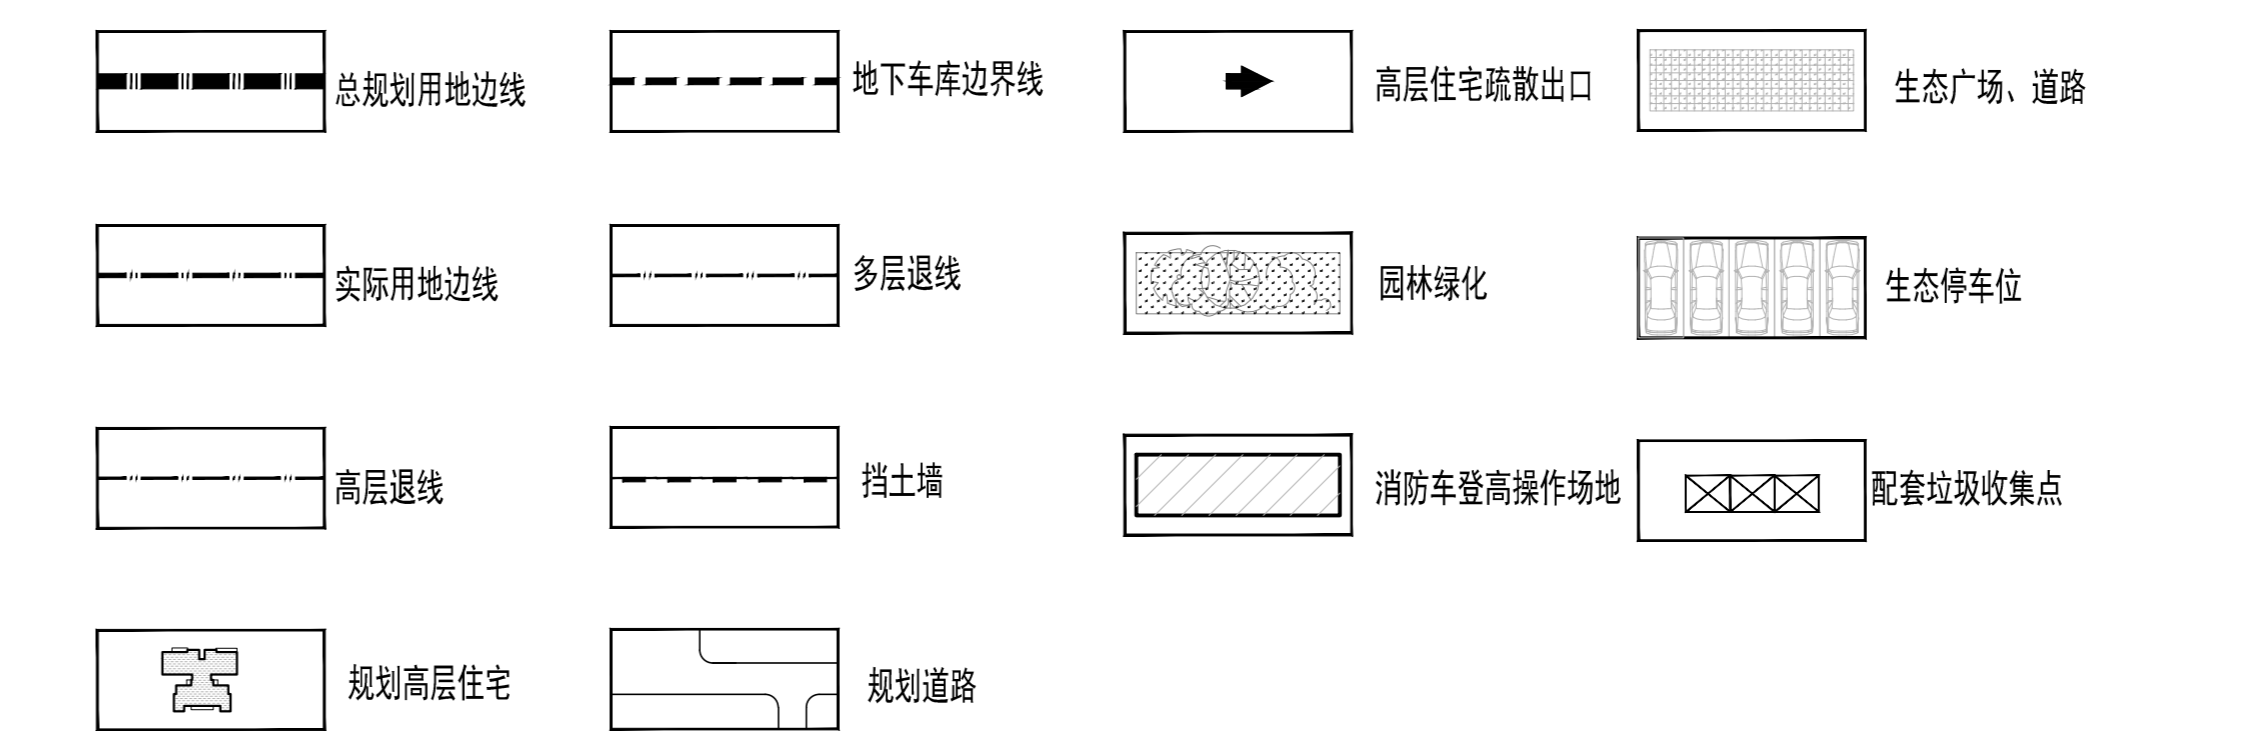 总规划用地边线
地下车库边界线
高层住宅疏散出口
生态广场、道路
实际用地边线
多层退线
园林绿化
生态停车位
高层退线
挡土墙
消防车登高操作场地
配套垃圾收集点
规划高层住宅
规划道路